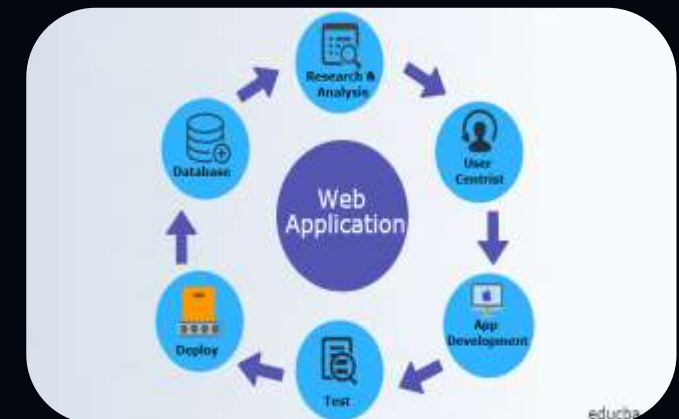 Research &
Analysis
Database
User
Centrist
Web
Application
App
Development
Deploy
Test
educba